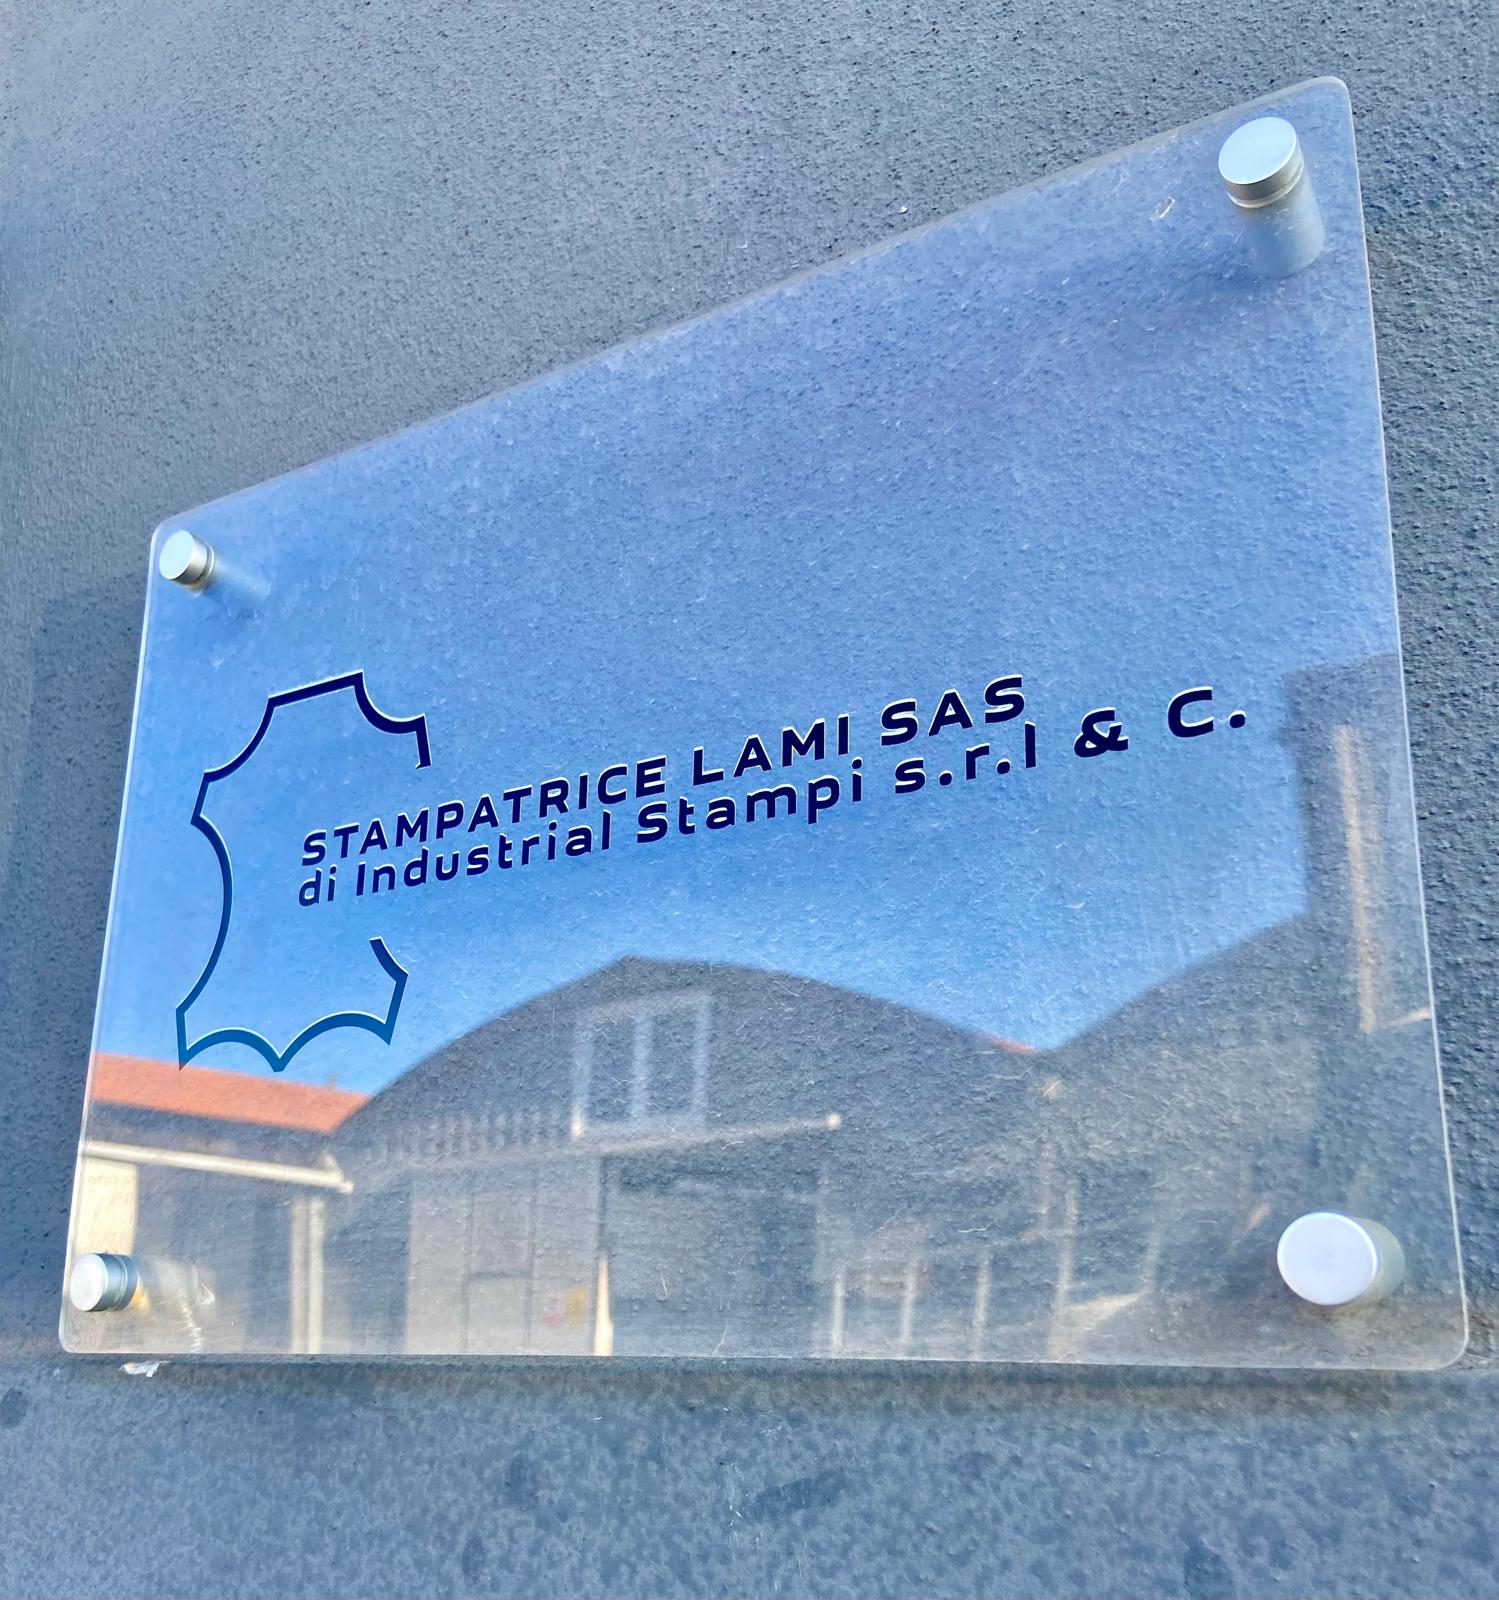 STAMPATRICE LAMI SAS
di Industrial Stampi s.r.l & C.